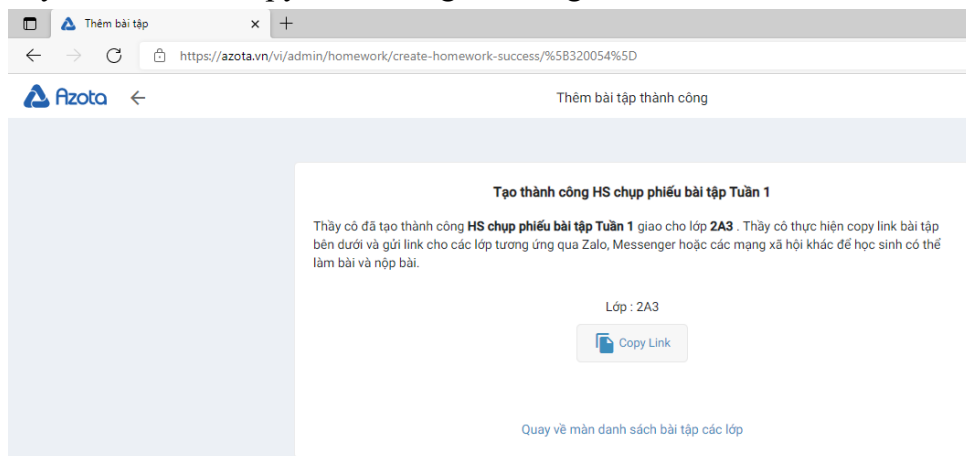 Thêm bài tập
https://azota.vn/vi/admin/homework/create-homework-success/%5B320054%5D
Azota
Thêm bài tập thành công
Tạo thành công HS chụp phiếu bài tập Tuần 1
Thầy cô đã tạo thành công HS chụp phiếu bài tập Tuần 1 giao cho lớp 2A3 . Thầy cô thực hiện copy link bài tập
bên dưới và gửi link cho các lớp tương ứng qua Zalo, Messenger hoặc các mạng xã hội khác để học sinh có thể
làm bài và nộp bài.
Lớp : 2A3
Copy Link
Quay về màn danh sách bài tập các lớp